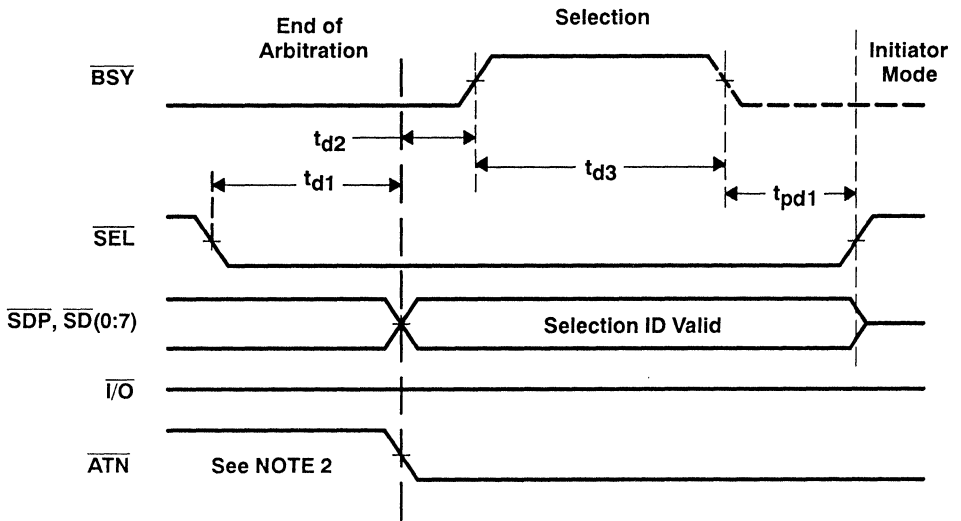 Selection
End of
Arbitration
Initiator
Mode
BSY
td2
td3
td1
tpd1
SEL
SDP, SD(0:7)
Selection ID Valid
I/O
ATN
See NOTE 2